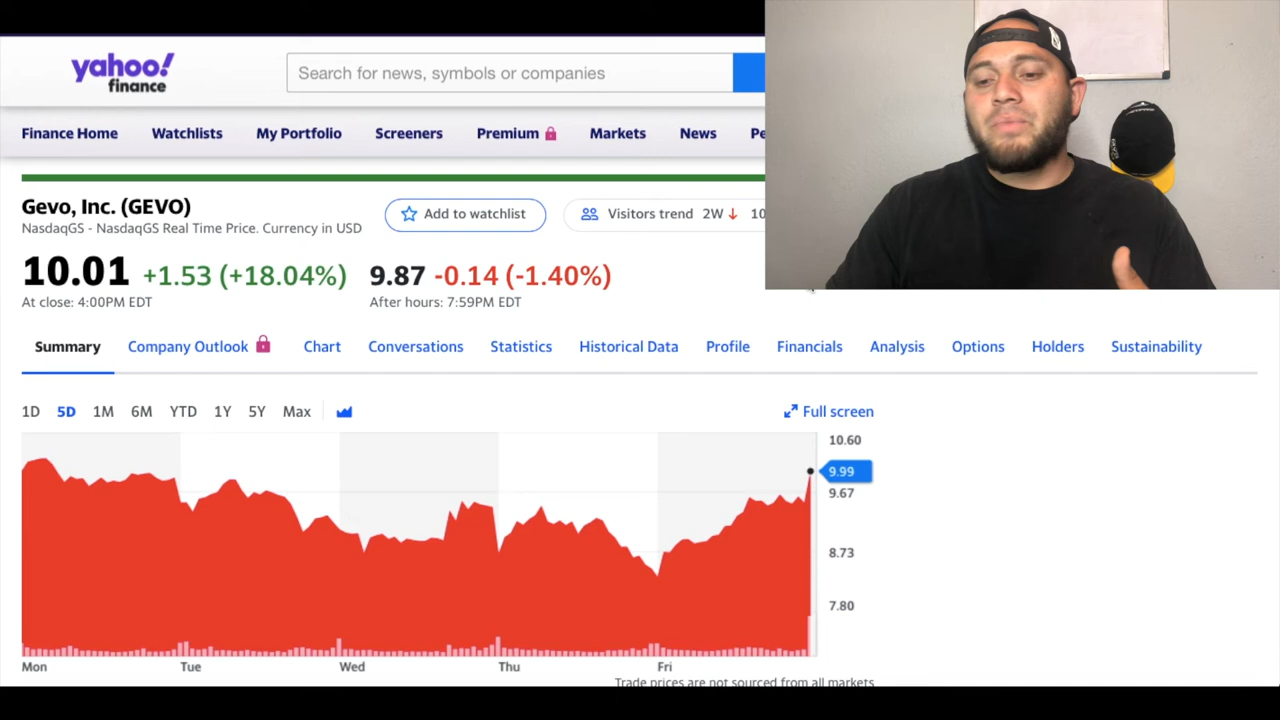 yahoo!
finance
Search for news, symbols or companies
Finance Home Watchlists My Portfolio Screeners Premium Markets News Pe
Gevo, Inc. (GEVO)
NasdaqGS - NasdaqGS Real Time Price. Currency in USD
Add to watchlist
Visitors trend 2W ↓ 10
10.01 +1.53 (+18.04%) 9.87 -0.14 (-1.40%)
At close: 4:00PM EDT After hours: 7:59PM EDT
Summary Company Outlook Chart Conversations Statistics Historical Data Profile Financials Analysis Options Holders Sustainability
1D 5D 1M 6M YTD 1Y 5Y Max Full screen
10.60
9.99
9.67
8.73
7.80
Mon Tue Wed Thu Fri
Trade prices are not sourced from all markets